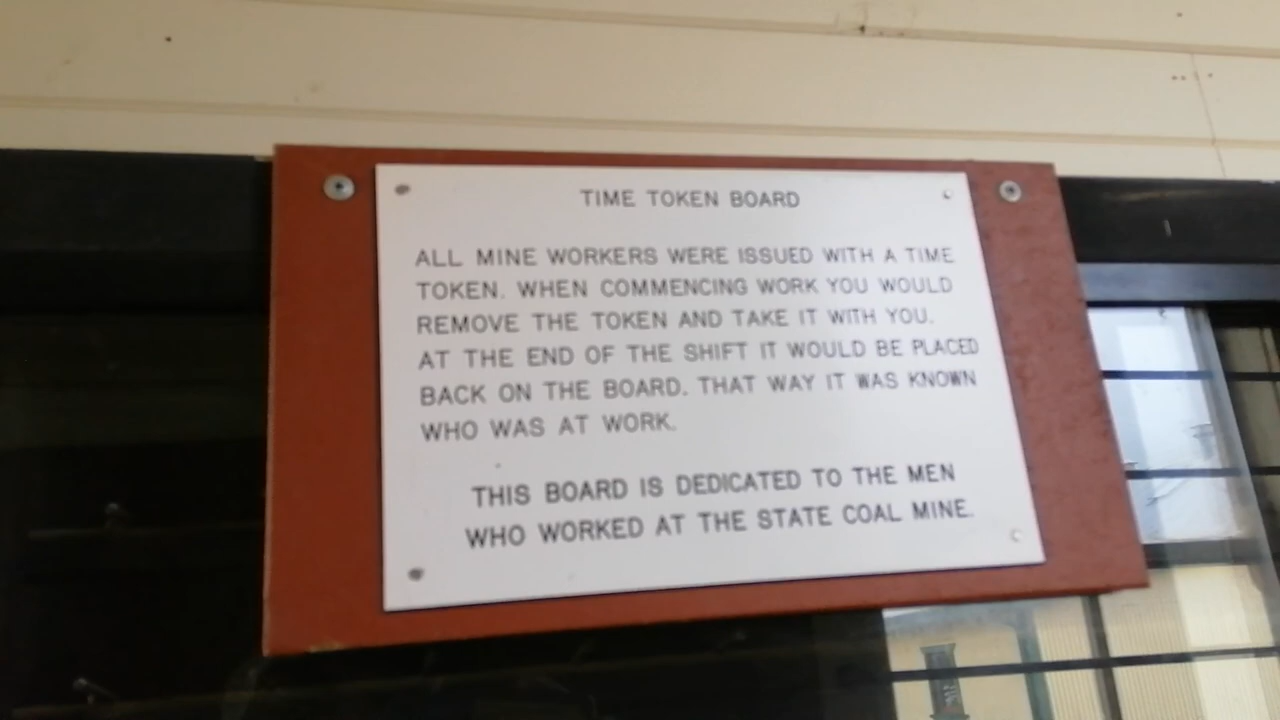 TIME TOKEN BOARD
ALL MINE WORKERS WERE ISSUED WITH A TIME
TOKEN. WHEN COMMENCING WORK YOU WOULD
REMOVE THE TOKEN AND TAKE IT WITH YOU.
AT THE END OF THE SHIFT IT WOULD BE PLACED
BACK ON THE BOARD. THAT WAY IT WAS KNOWN
WHO WAS AT WORK.
THIS BOARD IS DEDICATED TO THE MEN
WHO WORKED AT THE STATE COAL MINE.